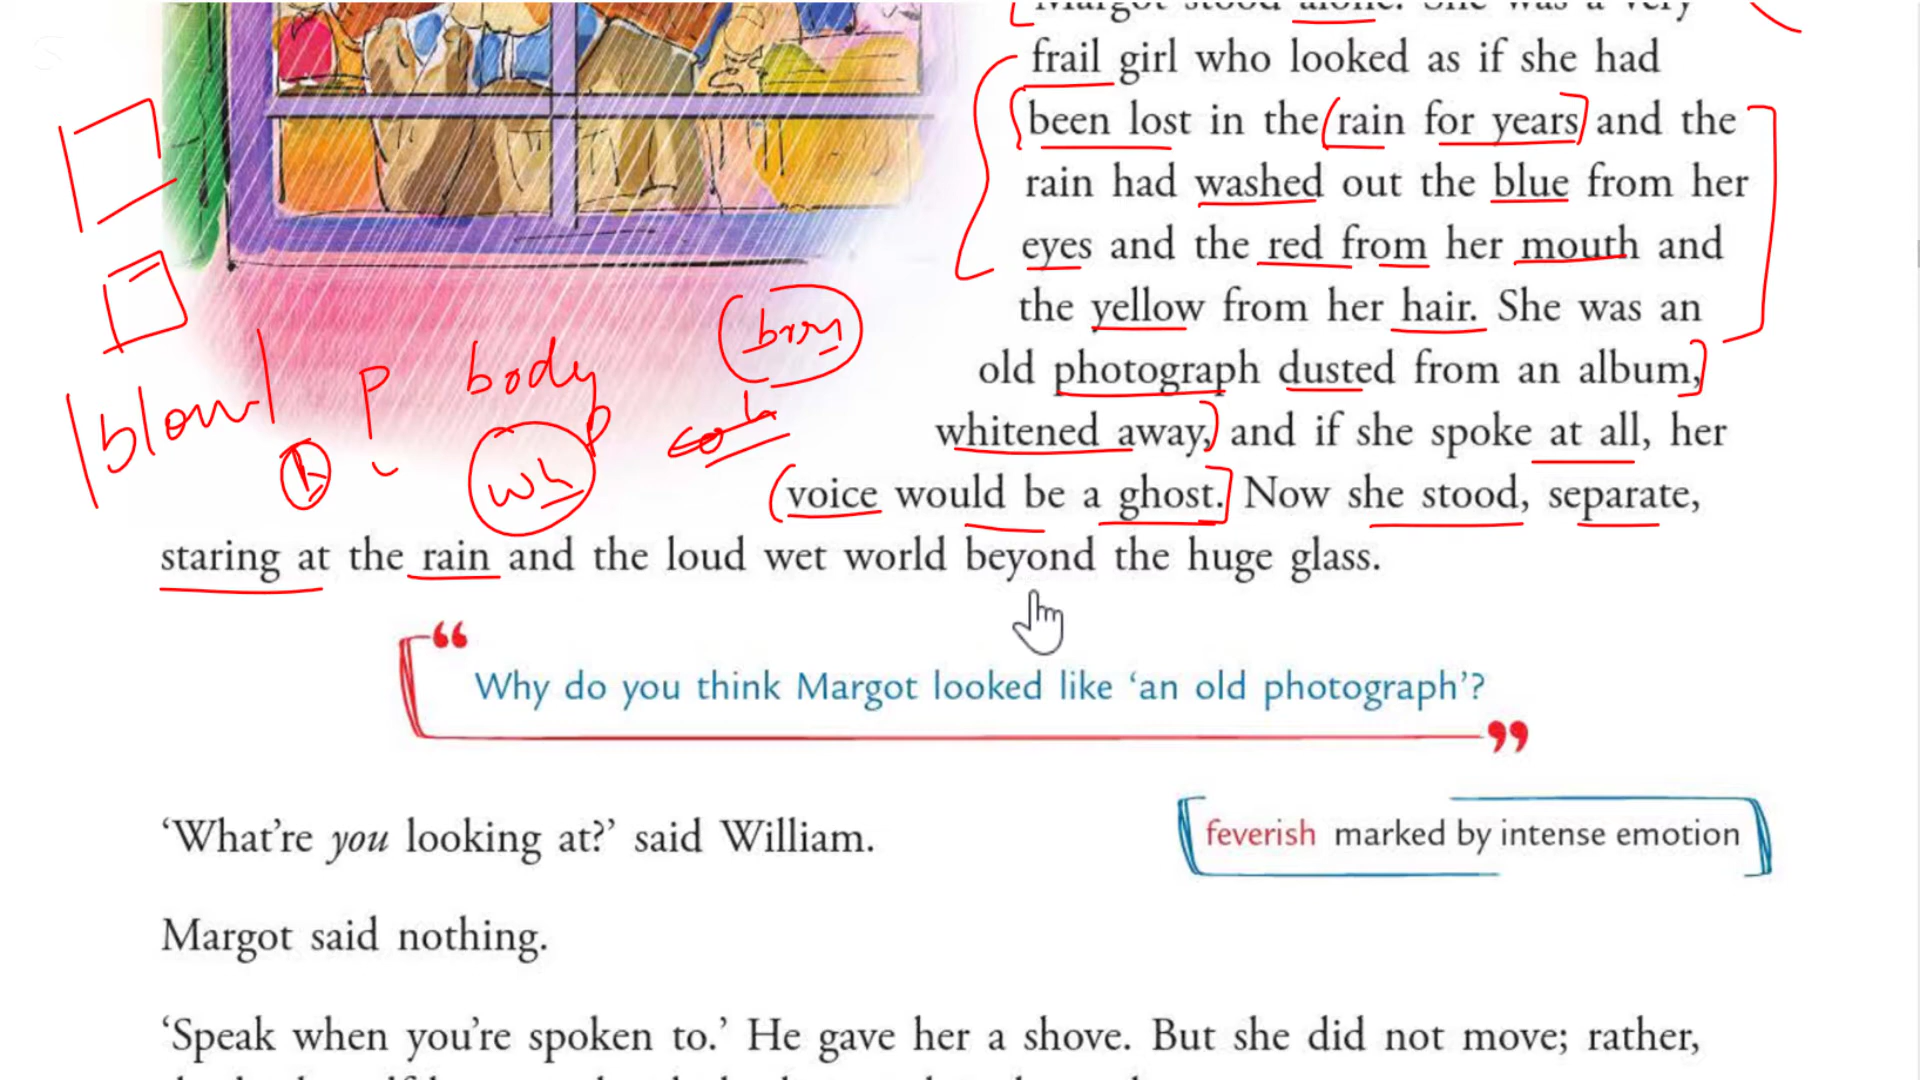 Margot stood alone. She was a very
frail girl who looked as if she had
been lost in the rain for years and the
rain had washed out the blue from her
eyes and the red from her mouth and
the yellow from her hair. She was an
old photograph dusted from an album,
whitened away, and if she spoke at all, her
voice would be a ghost. Now she stood, separate,
staring at the rain and the loud wet world beyond the huge glass.
body
“
Why do you think Margot looked like ‘an old photograph’?
”
‘What’re you looking at?’ said William.
feverish marked by intense emotion
Margot said nothing.
‘Speak when you’re spoken to.’ He gave her a shove. But she did not move; rather,